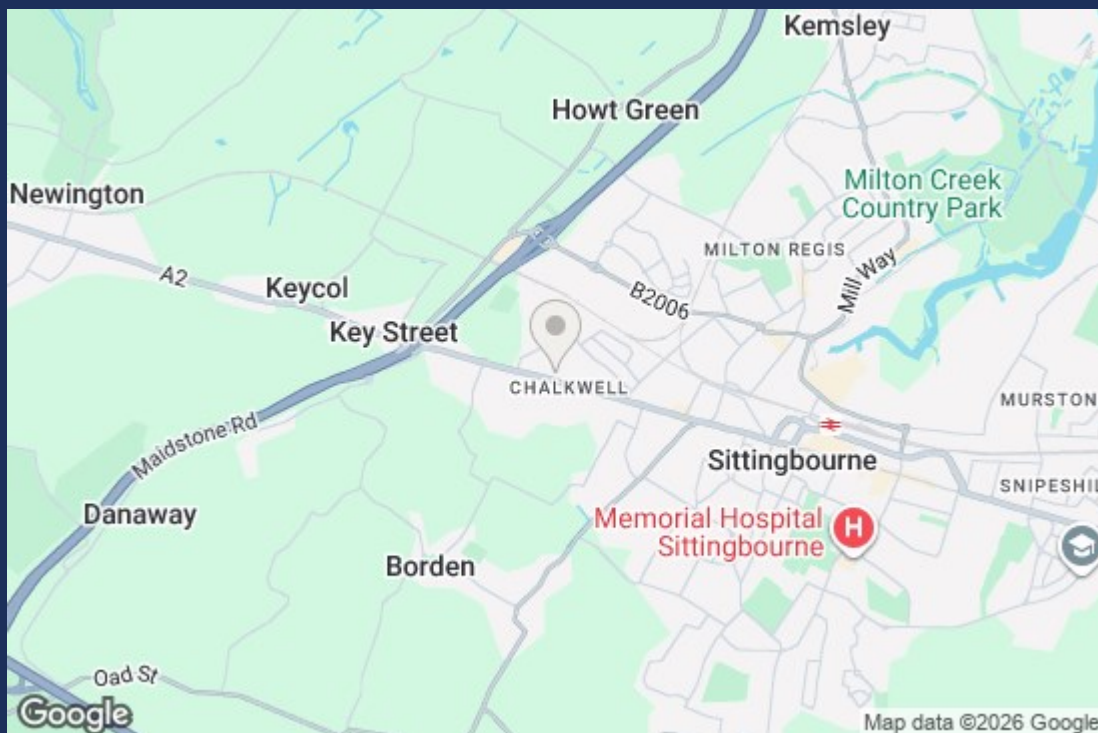 Kemsley
Howt Green
Newington
Milton Creek
Country Park
MILTON REGIS
A2
Keycol
B2006
Mill Way
Key Street
CHALKWELL
MURSTON
Maidstone Rd
Sittingbourne
SNIPESHIL
Danaway
Memorial Hospital
Sittingbourne
H
Borden
Oad St
Google
Map data ©2026 Google